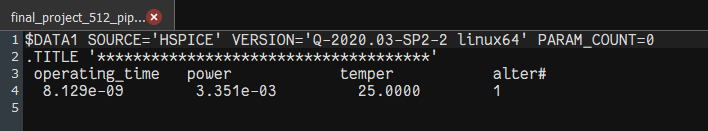 final_project_512_pip...
1 $DATA1 SOURCE='HSPICE' VERSION='Q-2020.03-SP2-2 linux64' PARAM_COUNT=0
2 .TITLE '*************************************'
3 operating_time power temper alter#
4 8.129e-09 3.351e-03 25.0000 1
5